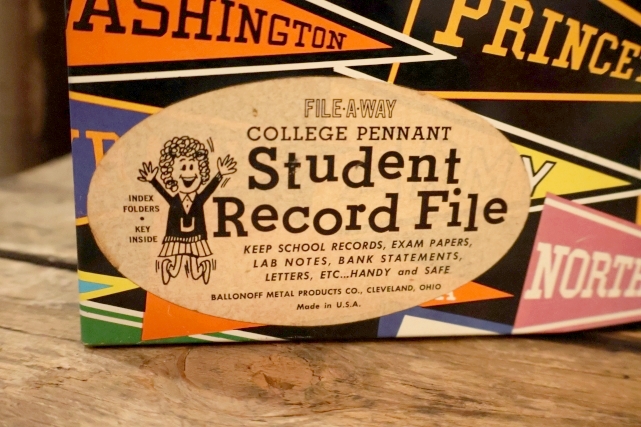 ASHINGTON
PRINCE
FILE-A-WAY
COLLEGE PENNANT
Student
Record File
INDEX
FOLDERS
•
KEY
INSIDE
KEEP SCHOOL RECORDS, EXAM PAPERS,
LAB NOTES, BANK STATEMENTS,
LETTERS, ETC...HANDY and SAFE
BALLONOFF METAL PRODUCTS CO., CLEVELAND, OHIO
Made in U.S.A.
Y
NORTH